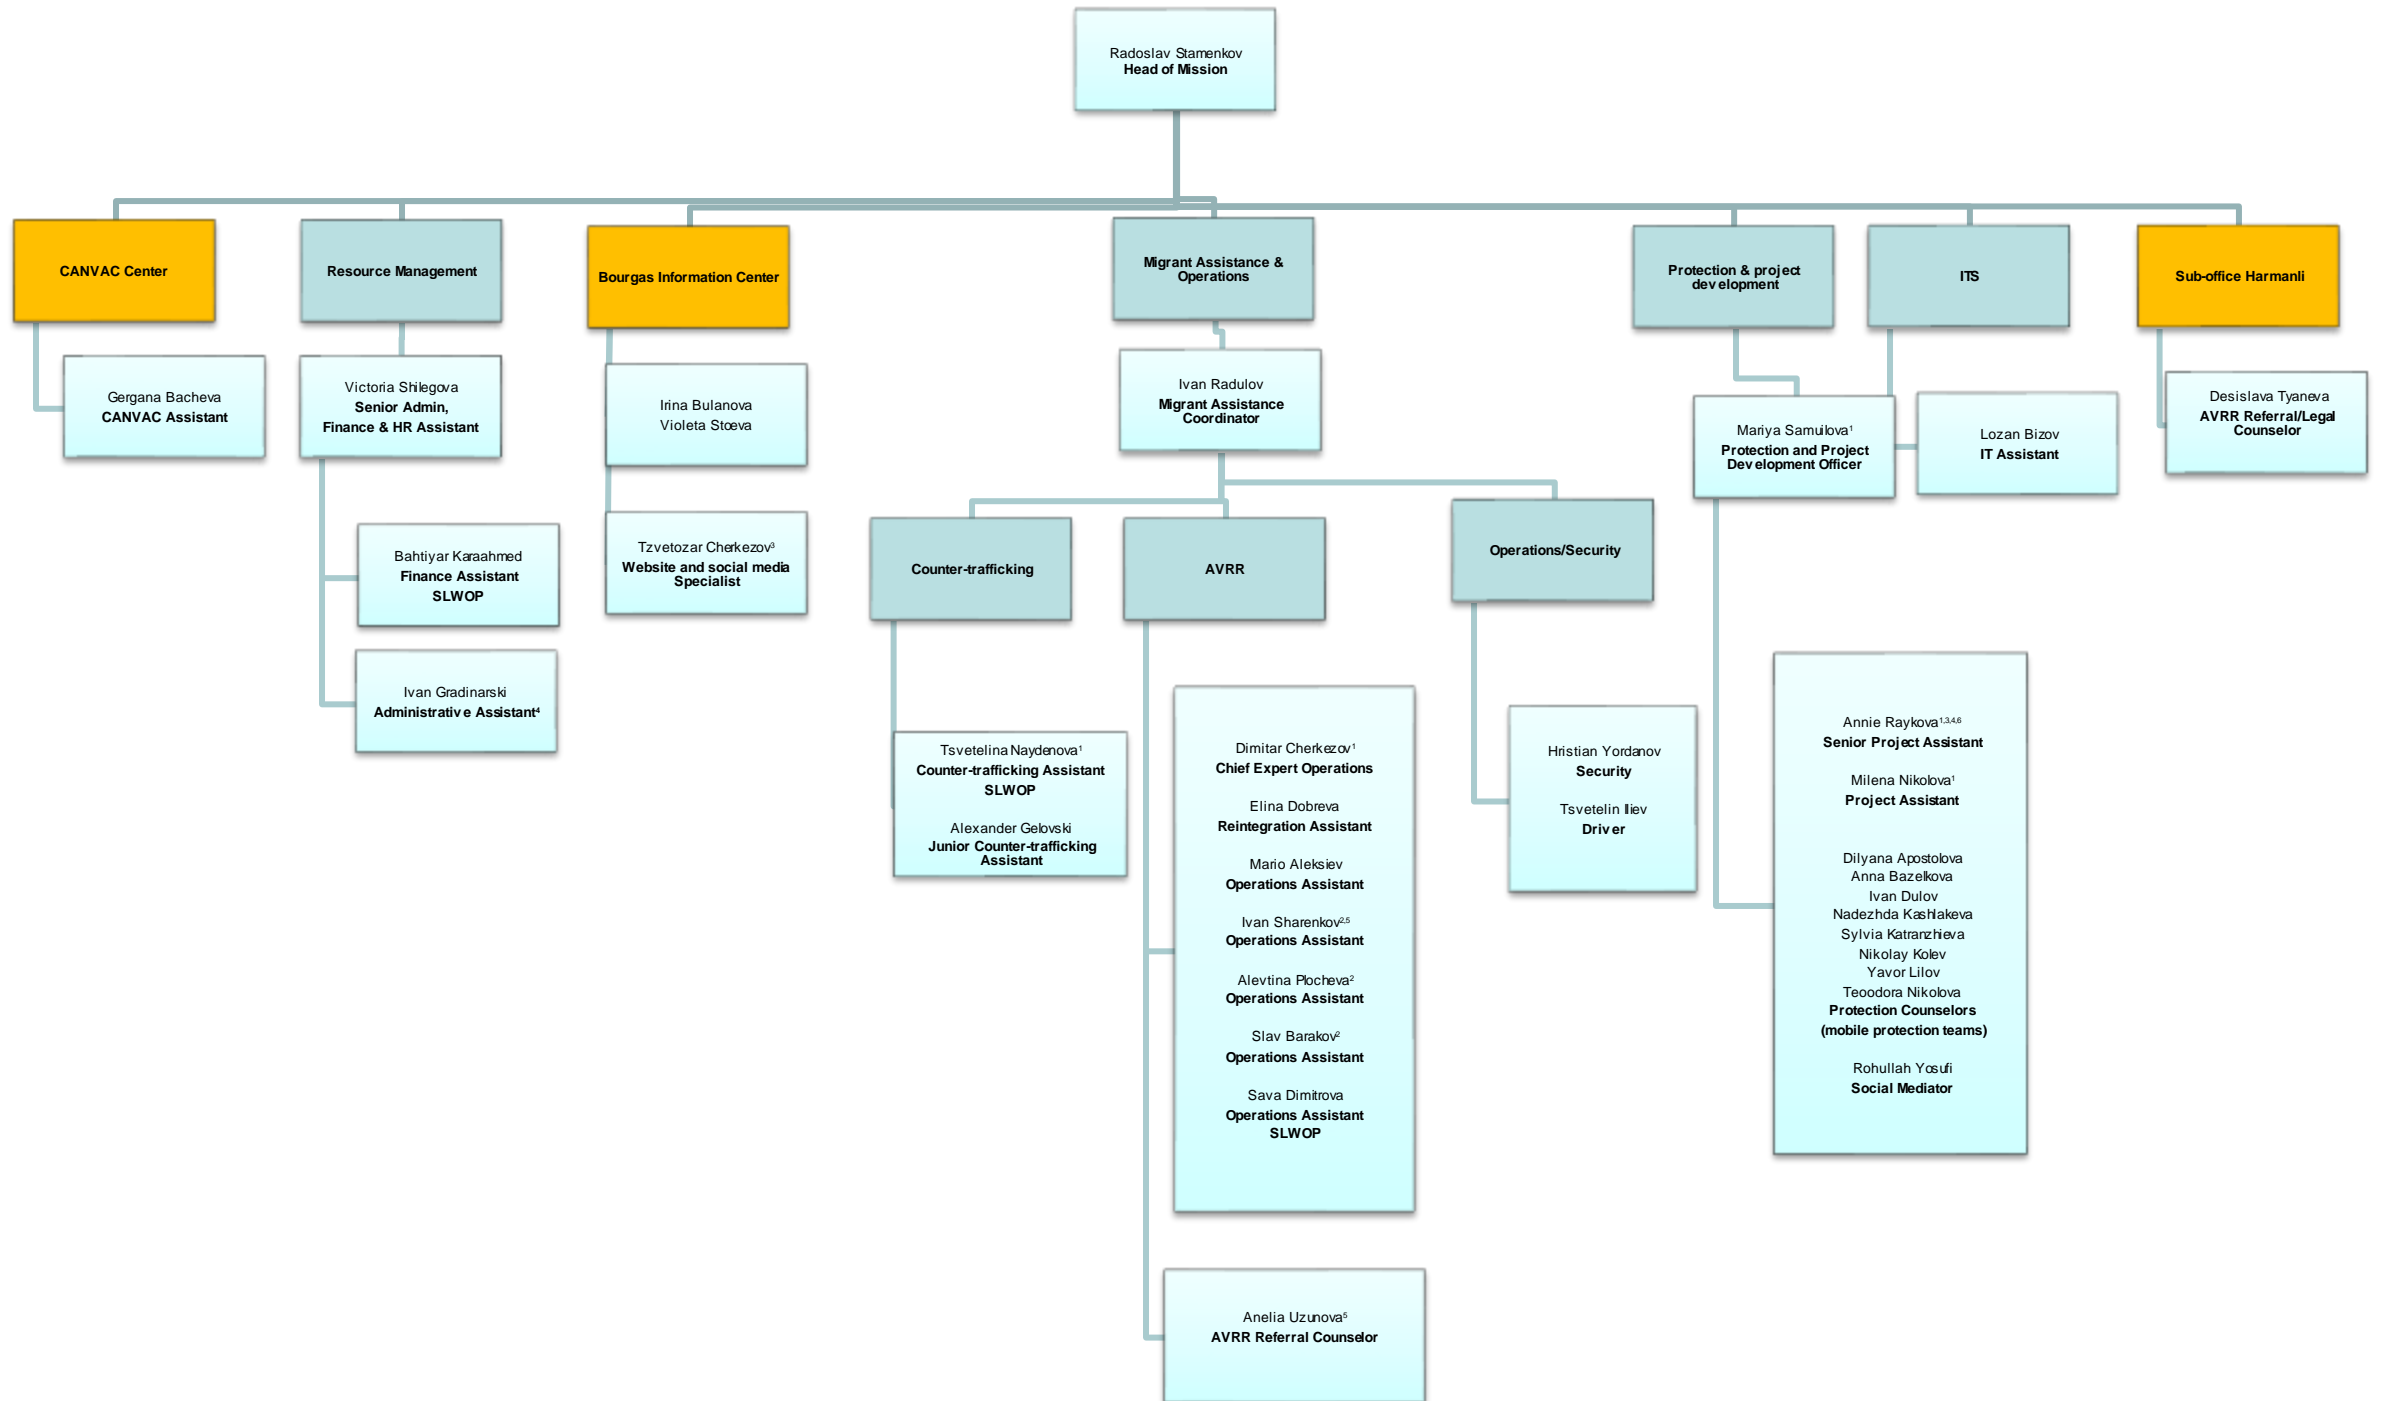 Radoslav Stamenkov
Head of Mission
CANVAC Center
Resource Management
Bourgas Information Center
Migrant Assistance &
Operations
Protection & project
development
ITS
Sub-office Harmanli
Gergana Bacheva
CANVAC Assistant
Victoria Shilegova
Senior Admin,
Finance & HR Assistant
Bahtiyar Karaahmed
Finance Assistant
SLWOP
Ivan Gradinarski
Administrative Assistant⁴
Irina Bulanova
Violeta Stoeva
Tzvetozar Cherkezov³
Website and social media
Specialist
Ivan Radulov
Migrant Assistance
Coordinator
Counter-trafficking
AVRR
Operations/Security
Tsvetelina Naydenova¹
Counter-trafficking Assistant
SLWOP
Alexander Gelovski
Junior Counter-trafficking
Assistant
Dimitar Cherkezov¹
Chief Expert Operations
Elina Dobreva
Reintegration Assistant
Mario Aleksiev
Operations Assistant
Ivan Sharenkov²,⁵
Operations Assistant
Alevtina Plocheva²
Operations Assistant
Slav Barakov²
Operations Assistant
Sava Dimitrova
Operations Assistant
SLWOP
Anelia Uzunova⁵
AVRR Referral Counselor
Hristian Yordanov
Security
Tsvetelin Iliev
Driver
Mariya Samuilova¹
Protection and Project
Development Officer
Annie Raykova¹,³,⁴,⁶
Senior Project Assistant
Milena Nikolova¹
Project Assistant
Dilyana Apostolova
Anna Bazelkova
Ivan Dulov
Nadezhda Kashlakeva
Sylvia Katranzhieva
Nikolay Kolev
Yavor Lilov
Teoodora Nikolova
Protection Counselors
(mobile protection teams)
Rohullah Yosufi
Social Mediator
Lozan Bizov
IT Assistant
Desislava Tyaneva
AVRR Referral/Legal
Counselor